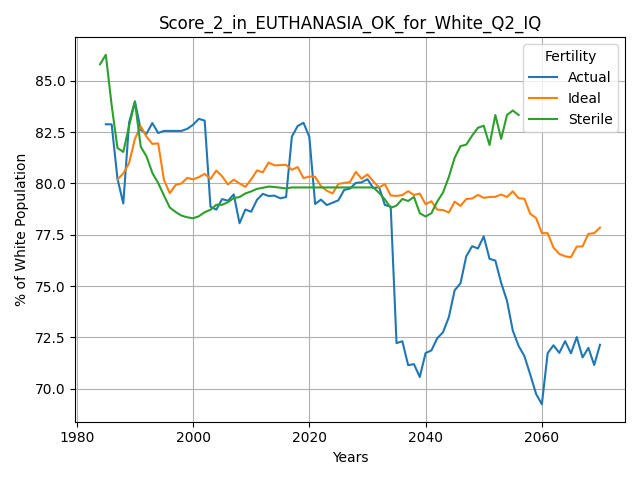 Score_2_in_EUTHANASIA_OK_for_White_Q2_IQ
Fertility
Actual
Ideal
Sterile
% of White Population
85.0
82.5
80.0
77.5
75.0
72.5
70.0
1980
2000
2020
2040
2060
Years